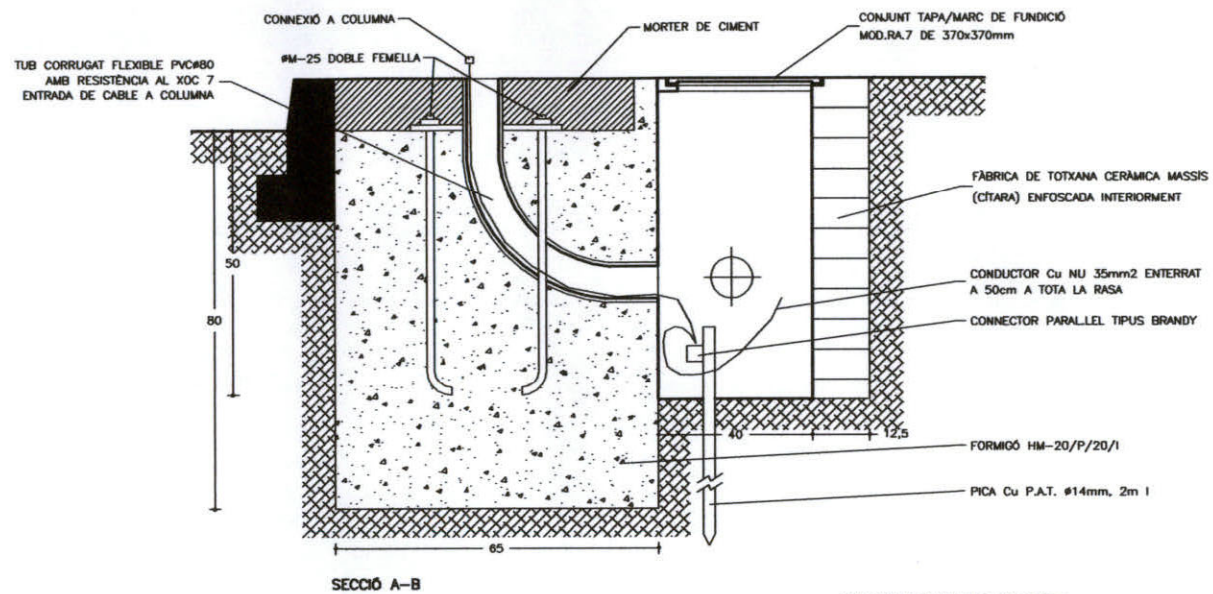 CONNEXIÓ A COLUMNA
MORTER DE CIMENT
CONJUNT TAPA/MARC DE FUNDICIÓ
MOD.RA.7 DE 370x370mm
TUB CORRUGAT FLEXIBLE PVCø80
AMB RESISTÈNCIA AL XOC 7
ENTRADA DE CABLE A COLUMNA
øM-25 DOBLE FEMELLA
FÀBRICA DE TOTXANA CERÀMICA MASSÍS
(CÍTARA) ENFOSCADA INTERIORMENT
50
80
CONDUCTOR Cu NU 35mm2 ENTERRAT
A 50cm A TOTA LA RASA
CONNECTOR PARAL.LEL TIPUS BRANDY
40
12,5
FORMIGÓ HM-20/P/20/I
PICA Cu P.A.T. ø14mm, 2m l
65
SECCIÓ A-B